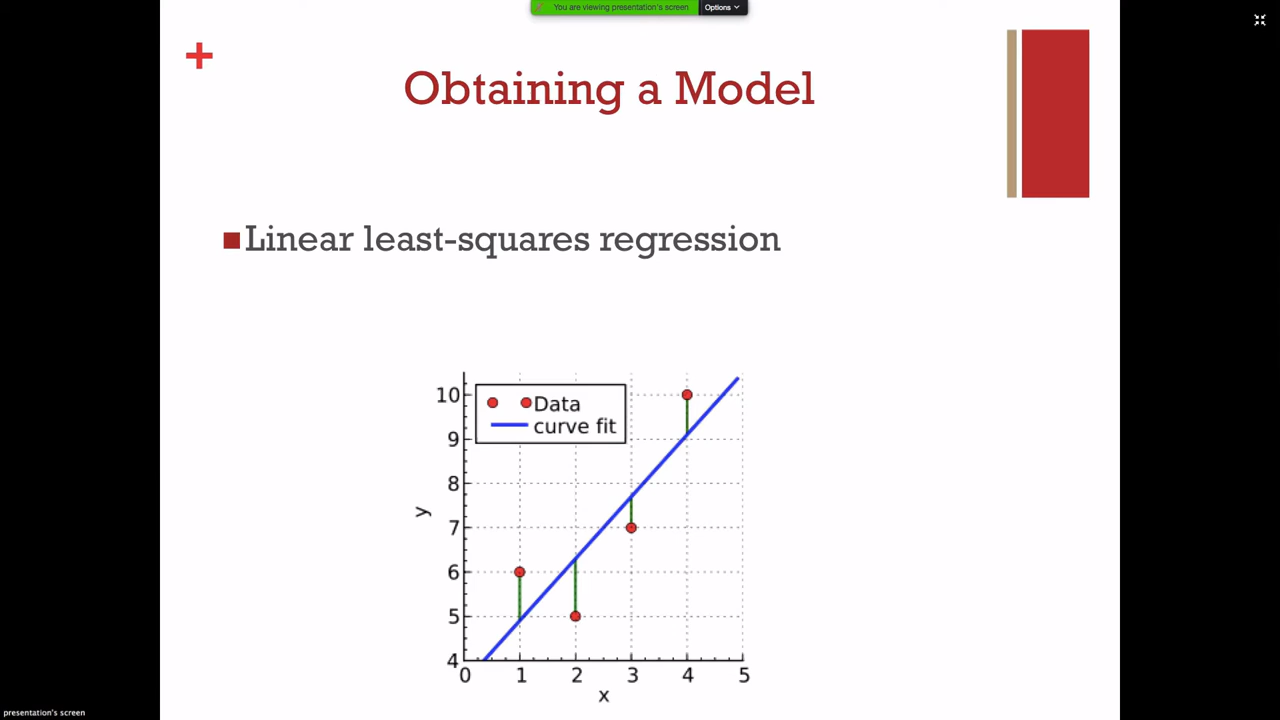 You are viewing presentation's screen Options
+
Obtaining a Model
Linear least-squares regression
10
9
8
7
6
5
4
y
Data
curve fit
0 1 2 3 4 5
x
presentation's screen